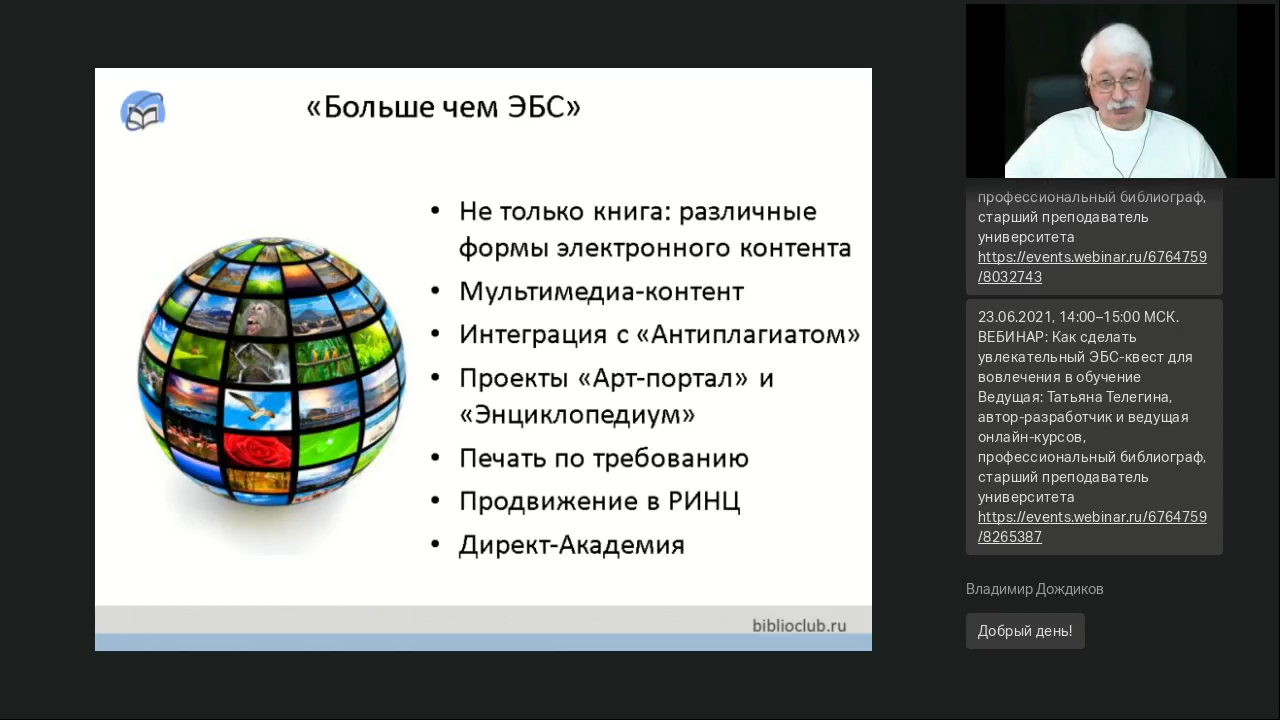 «Больше чем ЭБС»
• Не только книга: различные
формы электронного контента
• Мультимедиа-контент
• Интеграция с «Антиплагиатом»
• Проекты «Арт-портал» и
«Энциклопедиум»
• Печать по требованию
• Продвижение в РИНЦ
• Директ-Академия
biblioclub.ru
профессиональный библиограф,
старший преподаватель
университета
https://events.webinar.ru/6764759
/8032743
23.06.2021, 14:00–15:00 МСК.
ВЕБИНАР: Как сделать
увлекательный ЭБС-квест для
вовлечения в обучение
Ведущая: Татьяна Телегина,
автор-разработчик и ведущая
онлайн-курсов,
профессиональный библиограф,
старший преподаватель
университета
https://events.webinar.ru/6764759
/8265387
Владимир Дождиков
Добрый день!